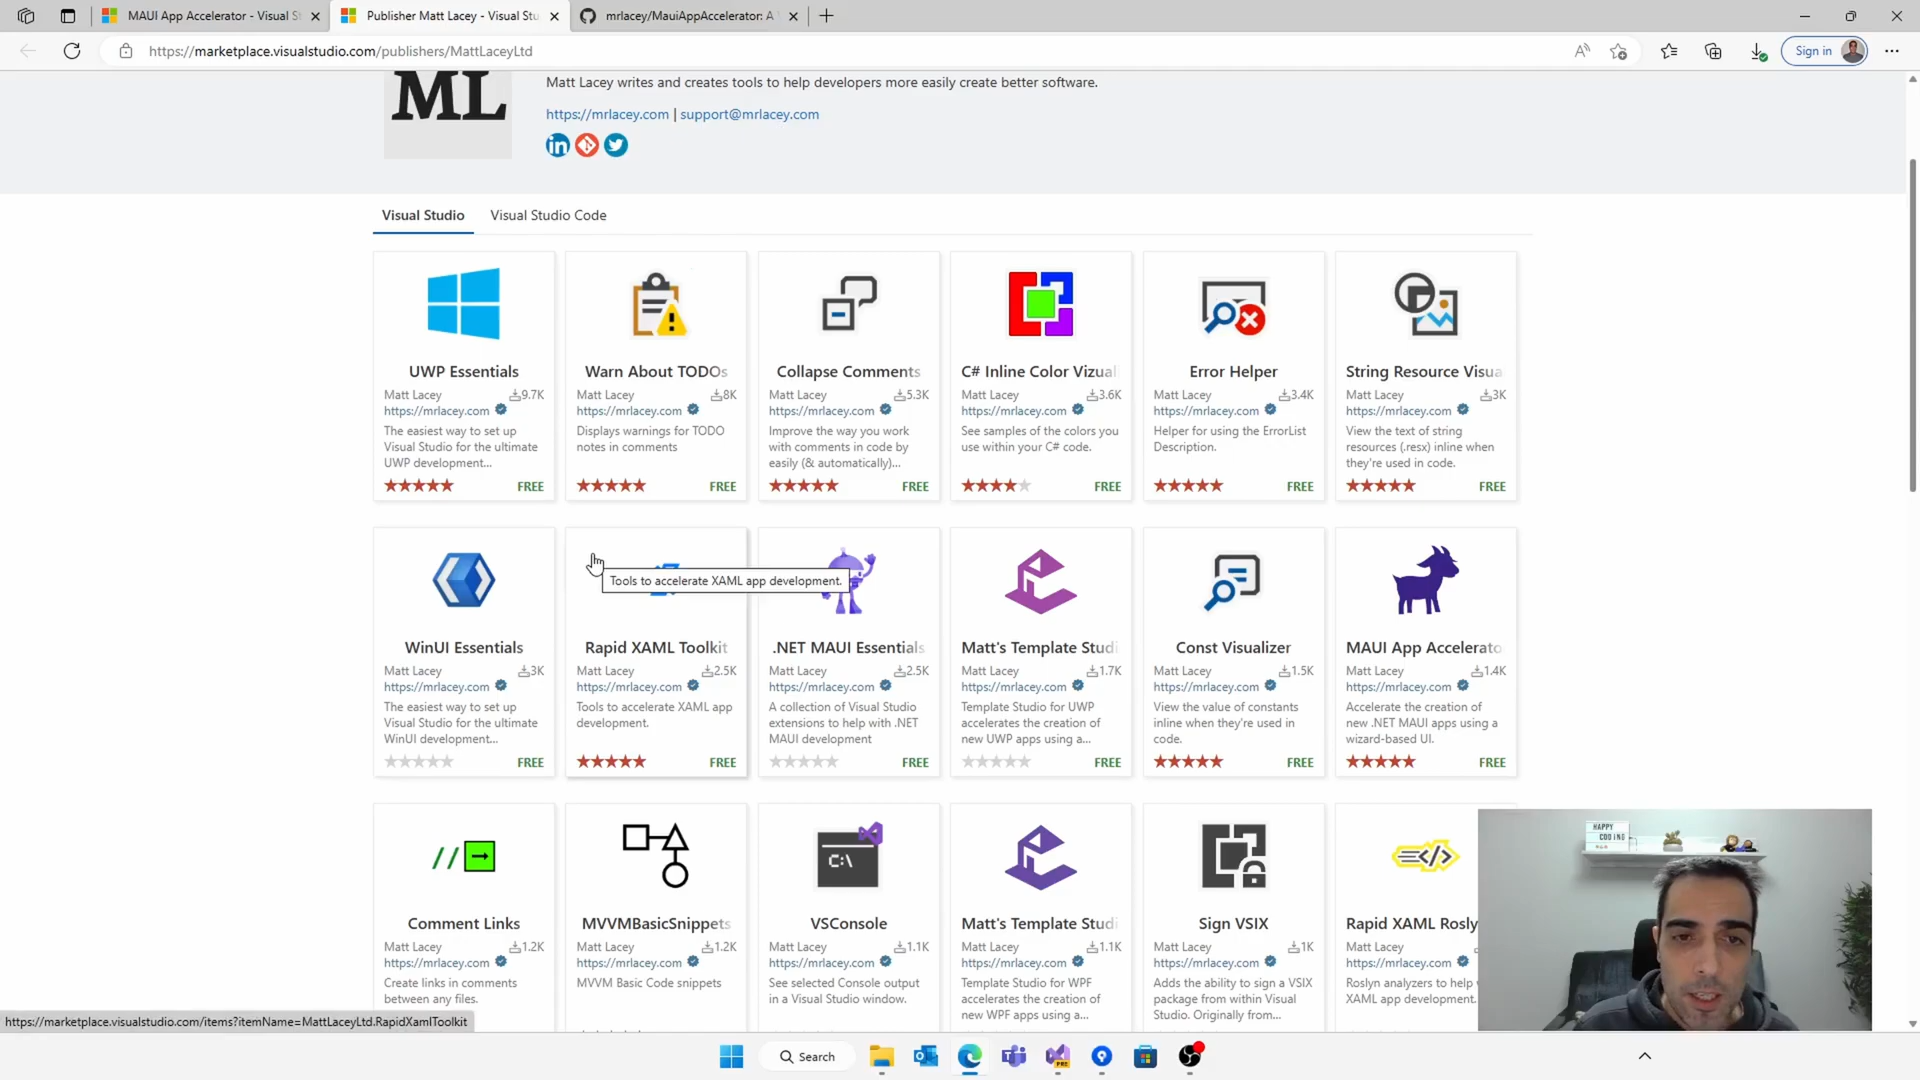 MAUI App Accelerator - Visual S
Publisher Matt Lacey - Visual Stu
mrlacey/MauiAppAccelerator: A
https://marketplace.visualstudio.com/publishers/MattLaceyLtd
Sign in
ML
Matt Lacey writes and creates tools to help developers more easily create better software.
https://mrlacey.com | support@mrlacey.com
in
Visual Studio
Visual Studio Code
UWP Essentials
Matt Lacey 9.7K
https://mrlacey.com
The easiest way to set up
Visual Studio for the ultimate
UWP development...
FREE
Warn About TODOs
Matt Lacey 8K
https://mrlacey.com
Displays warnings for TODO
notes in comments
FREE
Collapse Comments
Matt Lacey 5.3K
https://mrlacey.com
Improve the way you work
with comments in code by
easily (& automatically)...
FREE
C# Inline Color Vizual
Matt Lacey 3.6K
https://mrlacey.com
See samples of the colors you
use within your C# code.
FREE
Error Helper
Matt Lacey 3.4K
https://mrlacey.com
Helper for using the ErrorList
Description.
FREE
String Resource Visua
Matt Lacey 3K
https://mrlacey.com
View the text of string
resources (.resx) inline when
they're used in code.
FREE
WinUI Essentials
Matt Lacey 3K
https://mrlacey.com
The easiest way to set up
Visual Studio for the ultimate
WinUI development...
FREE
Tools to accelerate XAML app development.
Rapid XAML Toolkit
Matt Lacey 2.5K
https://mrlacey.com
Tools to accelerate XAML app
development.
FREE
.NET MAUI Essentials
Matt Lacey 2.5K
https://mrlacey.com
A collection of Visual Studio
extensions to help with .NET
MAUI development
FREE
Matt's Template Studi
Matt Lacey 1.7K
https://mrlacey.com
Template Studio for UWP
accelerates the creation of
new UWP apps using a...
FREE
Const Visualizer
Matt Lacey 1.5K
https://mrlacey.com
View the value of constants
inline when they're used in
code.
FREE
MAUI App Accelerato
Matt Lacey 1.4K
https://mrlacey.com
Accelerate the creation of
new .NET MAUI apps using a
wizard-based UI.
FREE
//
Comment Links
Matt Lacey 1.2K
https://mrlacey.com
Create links in comments
between any files.
MVVMBasicSnippets
Matt Lacey 1.2K
https://mrlacey.com
MVVM Basic Code snippets
C:\
VSConsole
Matt Lacey 1.1K
https://mrlacey.com
See selected Console output
in a Visual Studio window.
Matt's Template Studi
Matt Lacey 1.1K
https://mrlacey.com
Template Studio for WPF
accelerates the creation of
new WPF apps using a...
Sign VSIX
Matt Lacey 1K
https://mrlacey.com
Adds the ability to sign a VSIX
package from within Visual
Studio. Originally from...
</>
Rapid XAML Rosly
Matt Lacey
https://mrlacey.com
Roslyn analyzers to help
XAML app development.
HAPPY
CODING
https://marketplace.visualstudio.com/items?itemName=MattLaceyLtd.RapidXamlToolkit
Search
PRE